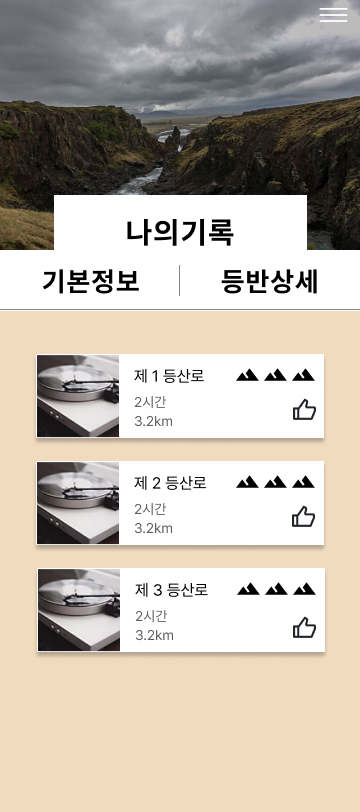 나의기록
기본정보
등반상세
제 1 등산로
2시간
3.2km
제 2 등산로
2시간
3.2km
제 3 등산로
2시간
3.2km